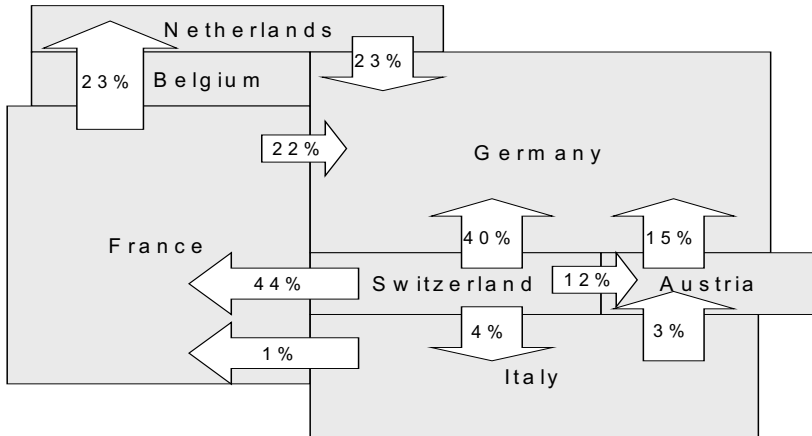 Netherlands
23%
Belgium
23%
22%
Germany
France
40%
15%
44%
Switzerland
12%
Austria
1%
4%
3%
Italy